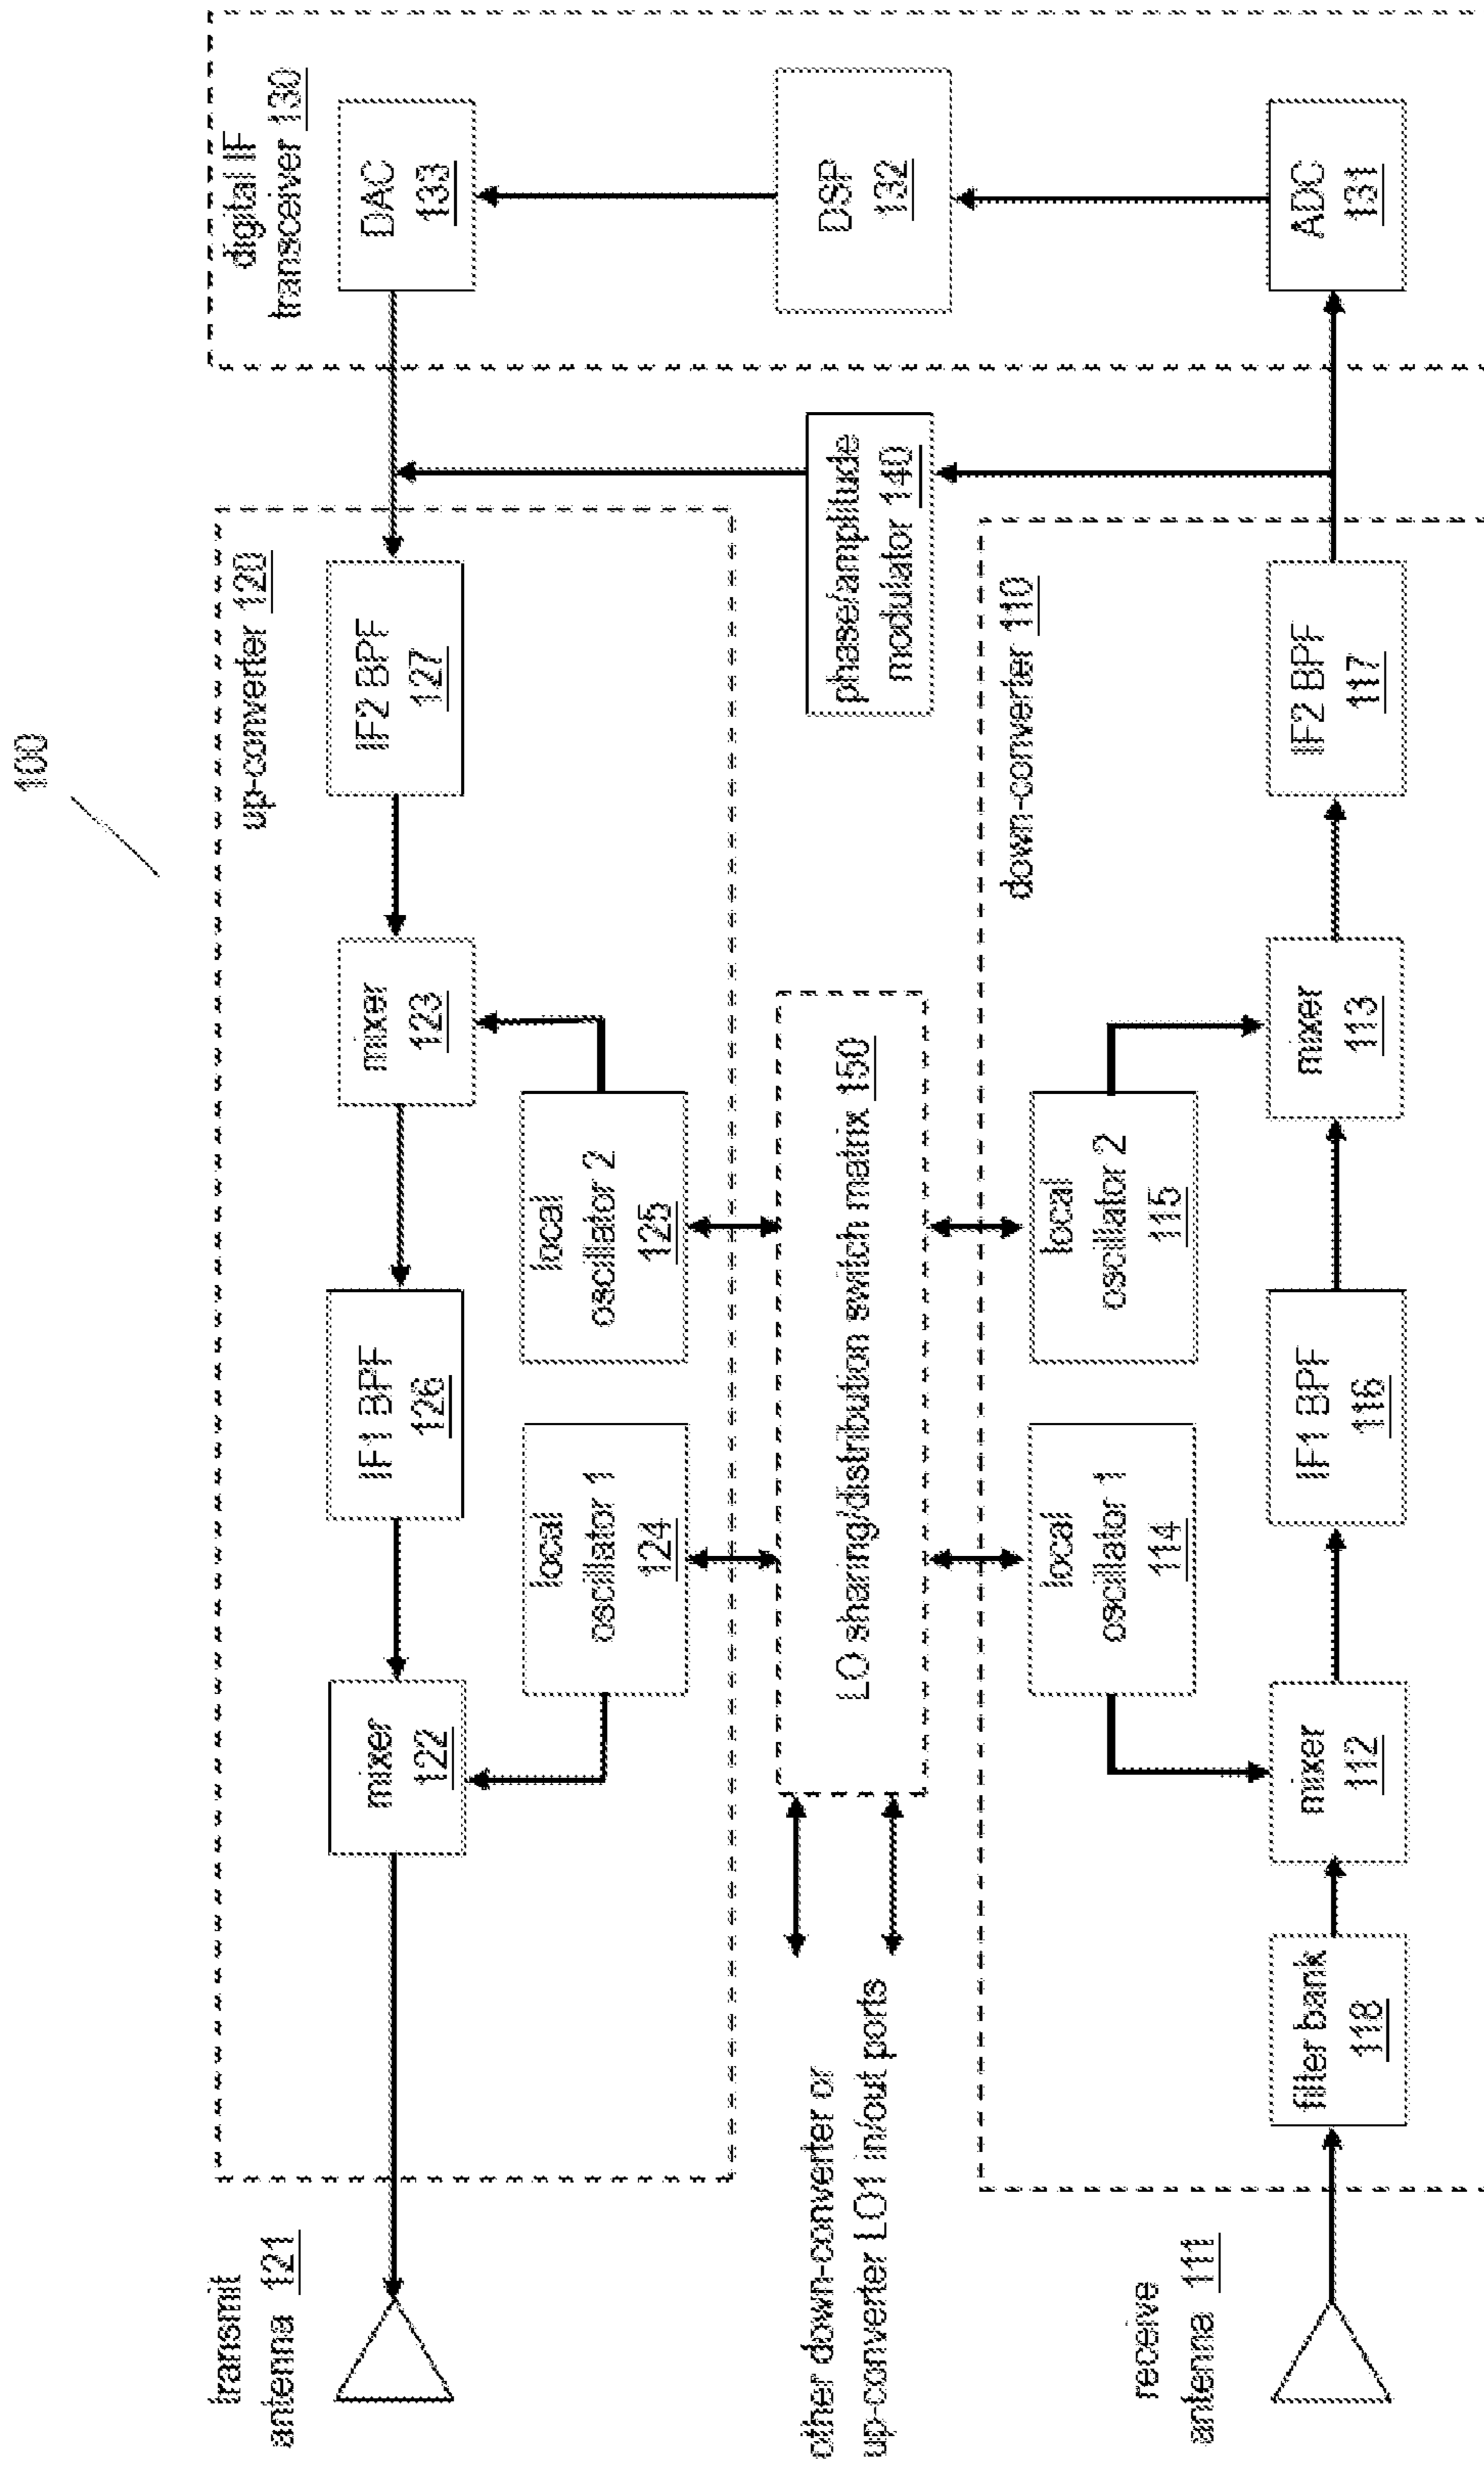 100
digital IF
transceiver 130
DAC
133
DSP
132
ADC
131
up-converter 120
IF2 BPF
127
mixer
123
IF1 BPF
126
mixer
122
local
oscillator 2
125
local
oscillator 1
124
transmit
antenna 121
phase/amplitude
modulator 140
LO sharing/distribution switch matrix 150
other down-converter or
up-converter LO1 in/out ports
down-converter 110
local
oscillator 1
114
local
oscillator 2
115
receive
antenna 111
filter bank
118
mixer
112
IF1 BPF
116
mixer
113
IF2 BPF
117